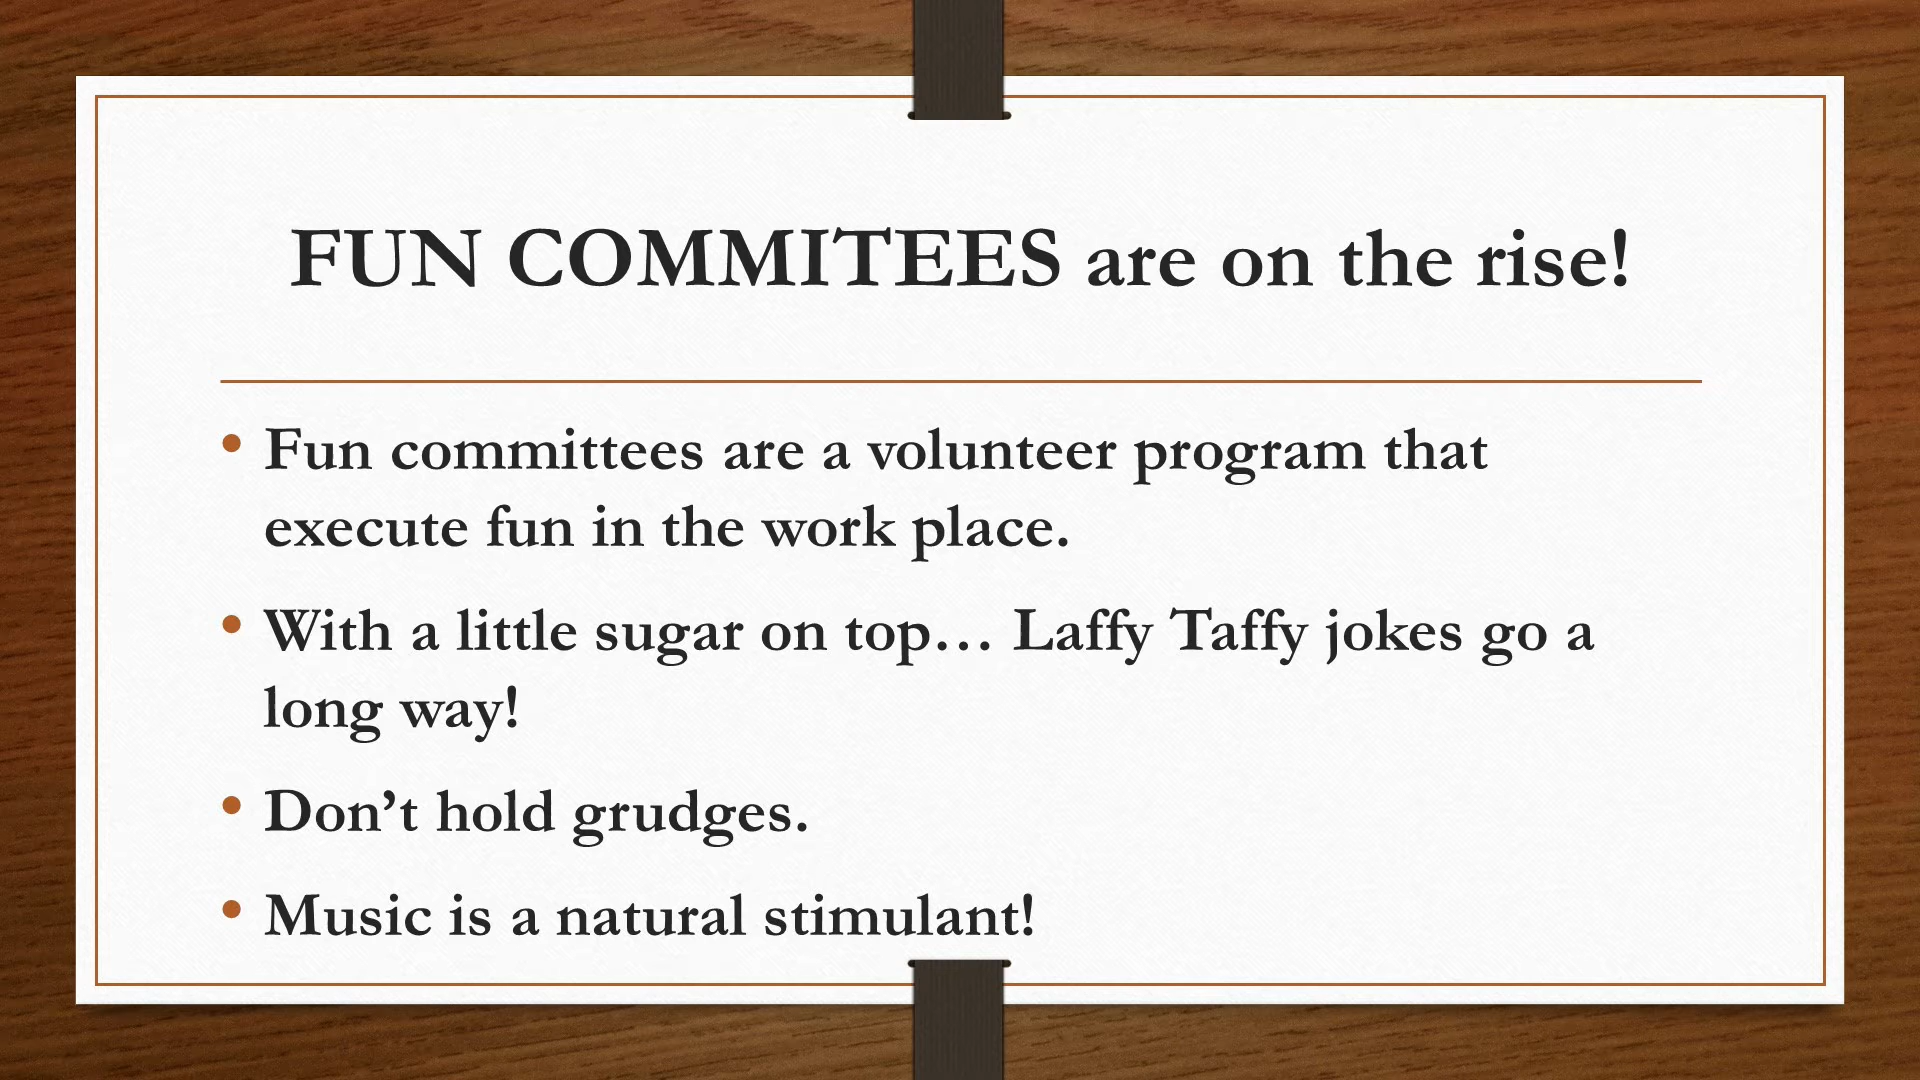 FUN COMMITEES are on the rise!
• Fun committees are a volunteer program that
execute fun in the work place.
• With a little sugar on top… Laffy Taffy jokes go a
long way!
• Don’t hold grudges.
• Music is a natural stimulant!